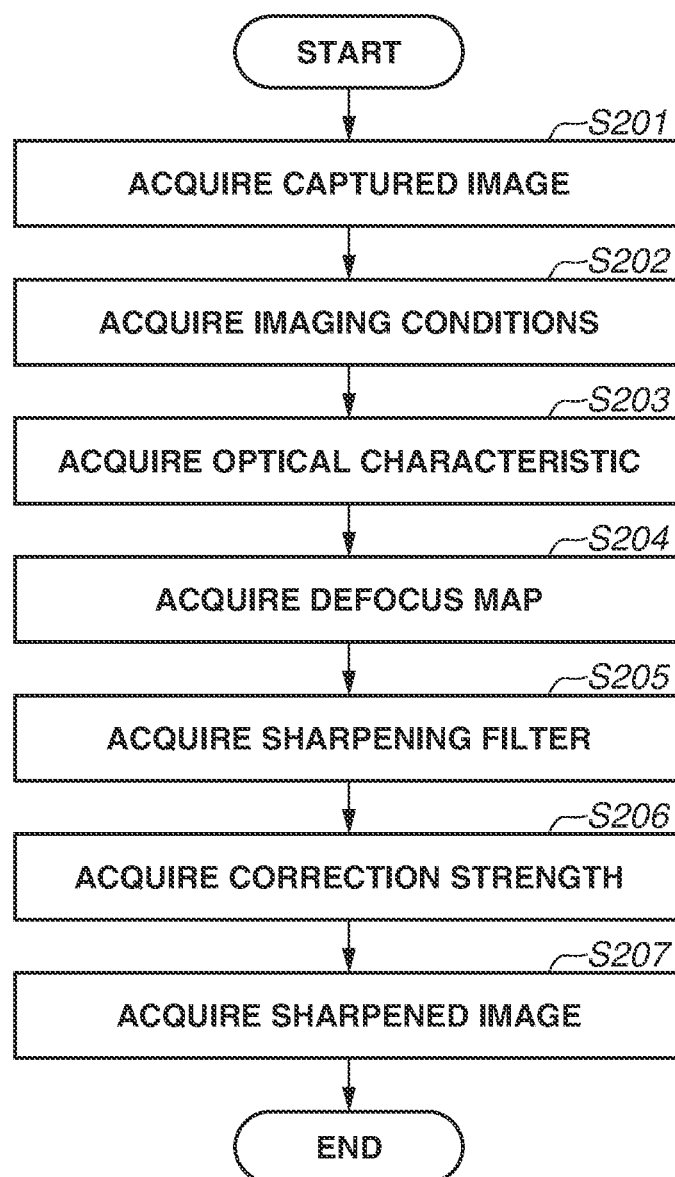 START
S201
ACQUIRE CAPTURED IMAGE
S202
ACQUIRE IMAGING CONDITIONS
S203
ACQUIRE OPTICAL CHARACTERISTIC
S204
ACQUIRE DEFOCUS MAP
S205
ACQUIRE SHARPENING FILTER
S206
ACQUIRE CORRECTION STRENGTH
S207
ACQUIRE SHARPENED IMAGE
END